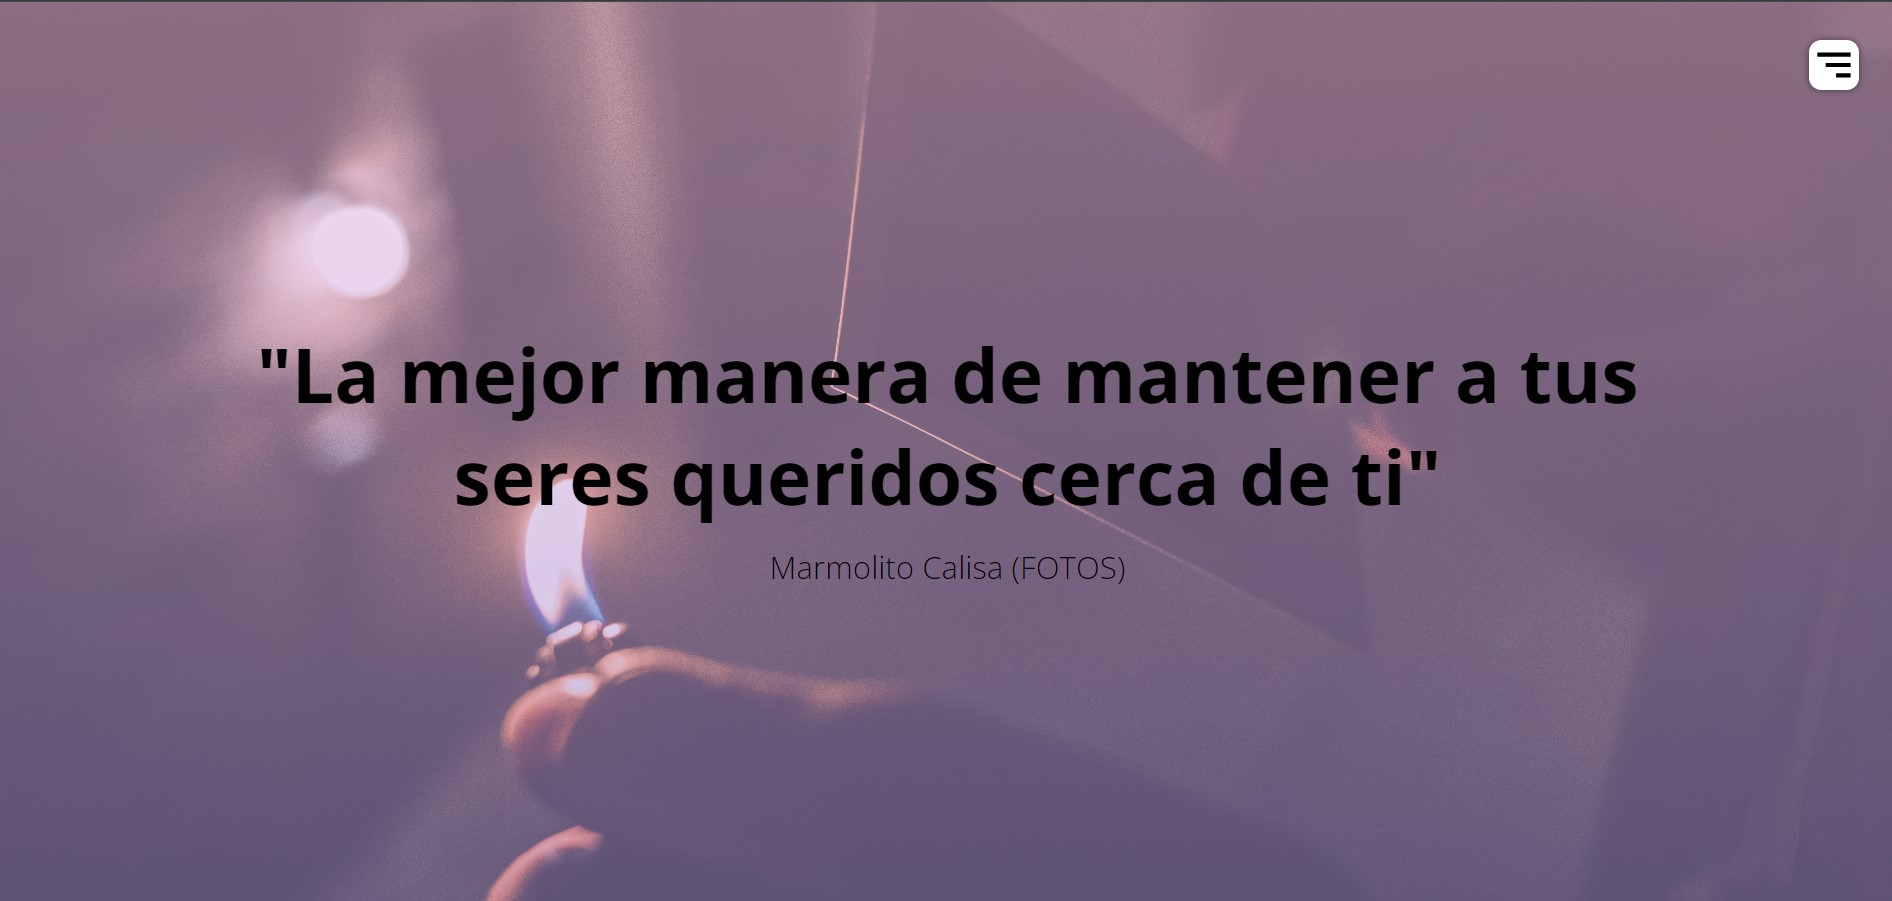 "La mejor manera de mantener a tus
seres queridos cerca de ti"
Marmolito Calisa (FOTOS)